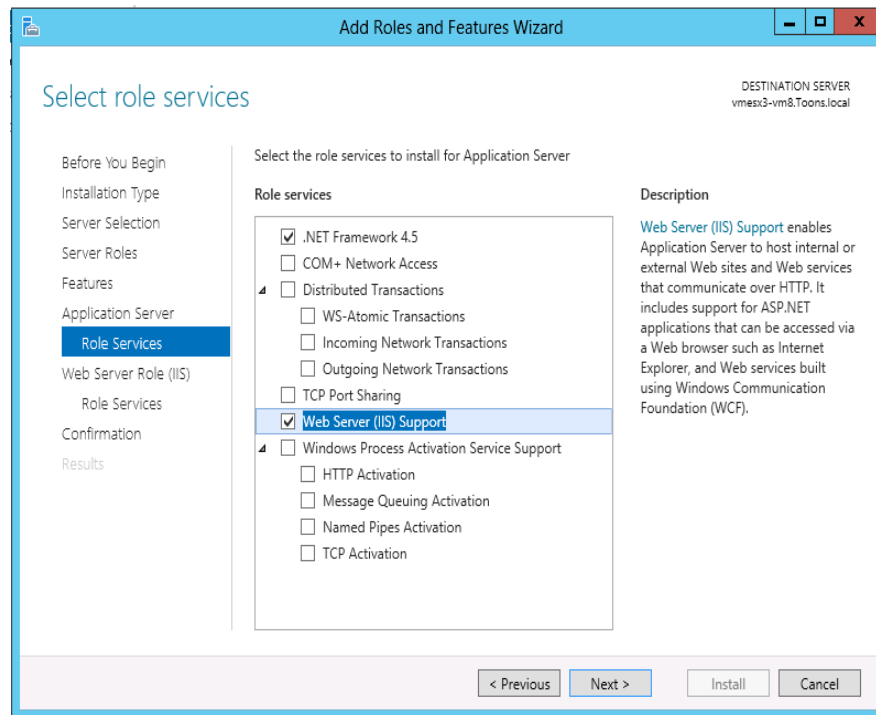 Add Roles and Features Wizard
X
Select role services
DESTINATION SERVER
vmesx3-vm8.Toons.local
Before You Begin
Installation Type
Server Selection
Server Roles
Features
Application Server
Role Services
Web Server Role (IIS)
Role Services
Confirmation
Results
Select the role services to install for Application Server
Role services
.NET Framework 4.5
COM+ Network Access
Distributed Transactions
WS-Atomic Transactions
Incoming Network Transactions
Outgoing Network Transactions
TCP Port Sharing
Web Server (IIS) Support
Windows Process Activation Service Support
HTTP Activation
Message Queuing Activation
Named Pipes Activation
TCP Activation
Description
Web Server (IIS) Support enables
Application Server to host internal or
external Web sites and Web services
that communicate over HTTP. It
includes support for ASP.NET
applications that can be accessed via
a Web browser such as Internet
Explorer, and Web services built
using Windows Communication
Foundation (WCF).
< Previous
Next >
Install
Cancel